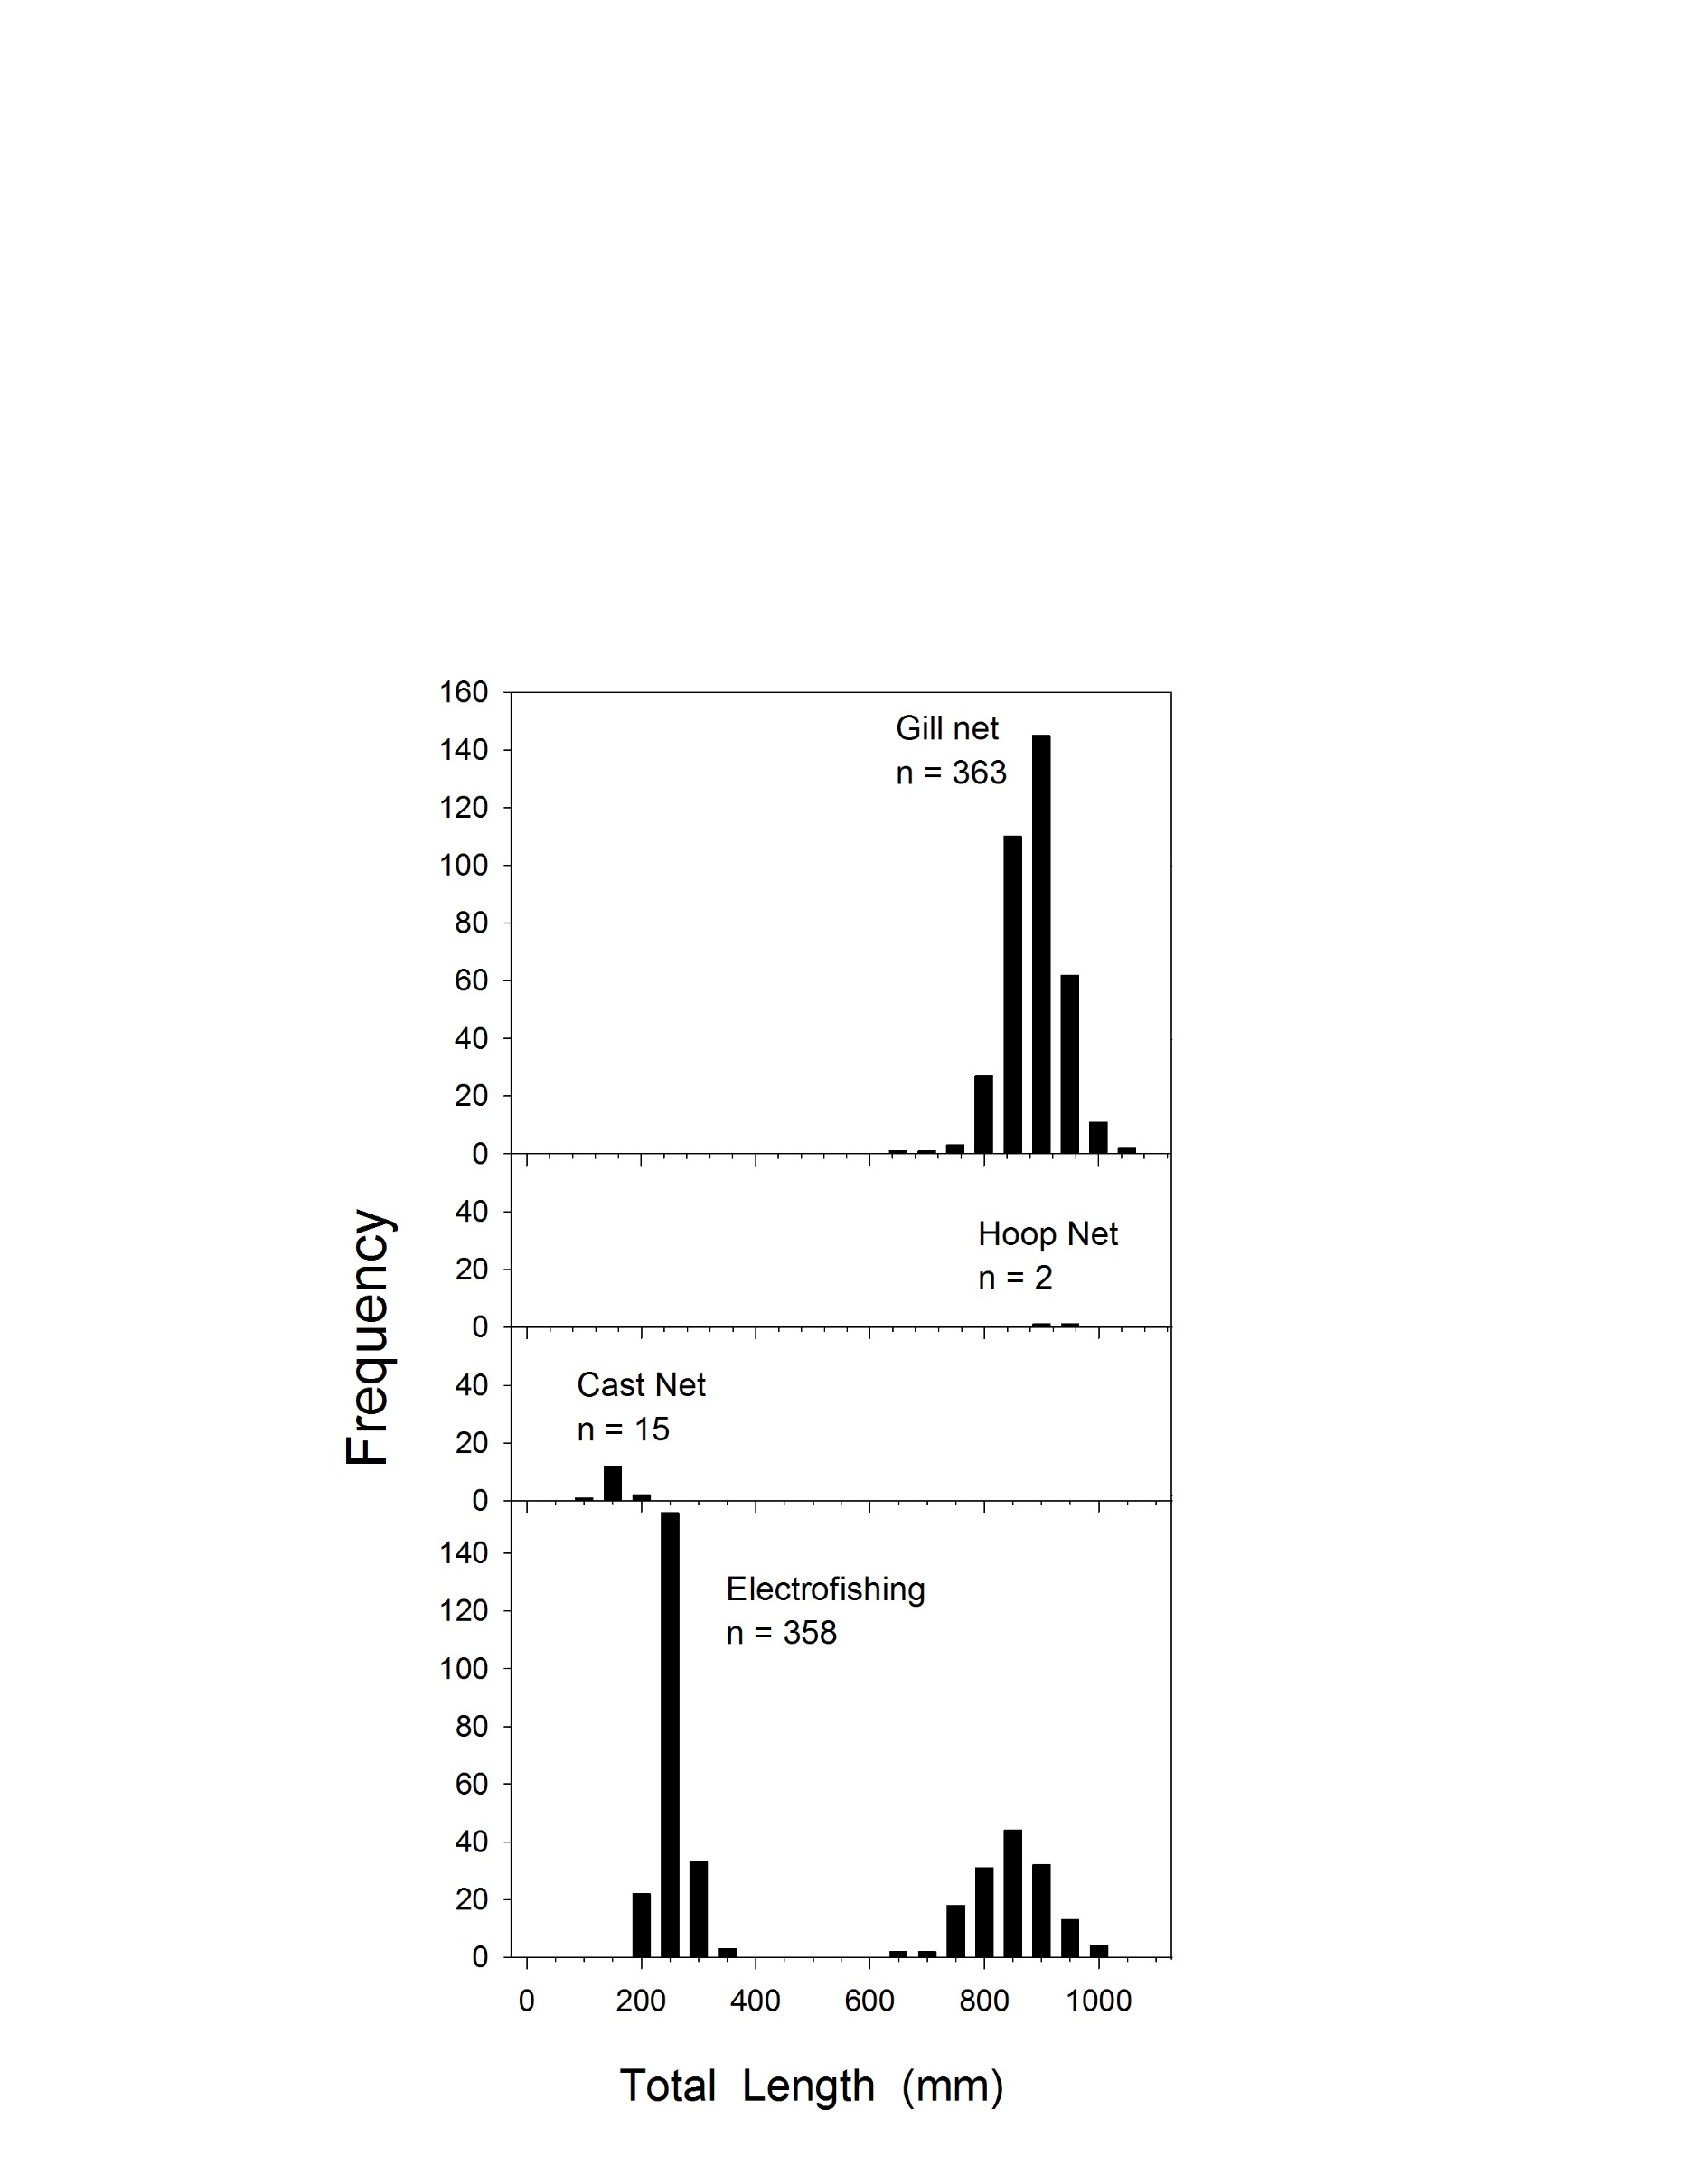 160
Gill net
140
n = 363
120
100
80
60
40
20
0
40
Hoop Net
20
n = 2
0
Cast Net
40
n = 15
20
0
140
Electrofishing
120
n = 358
100
80
60
40
20
0
0 200 400 600 800 1000
Total Length (mm)
Frequency